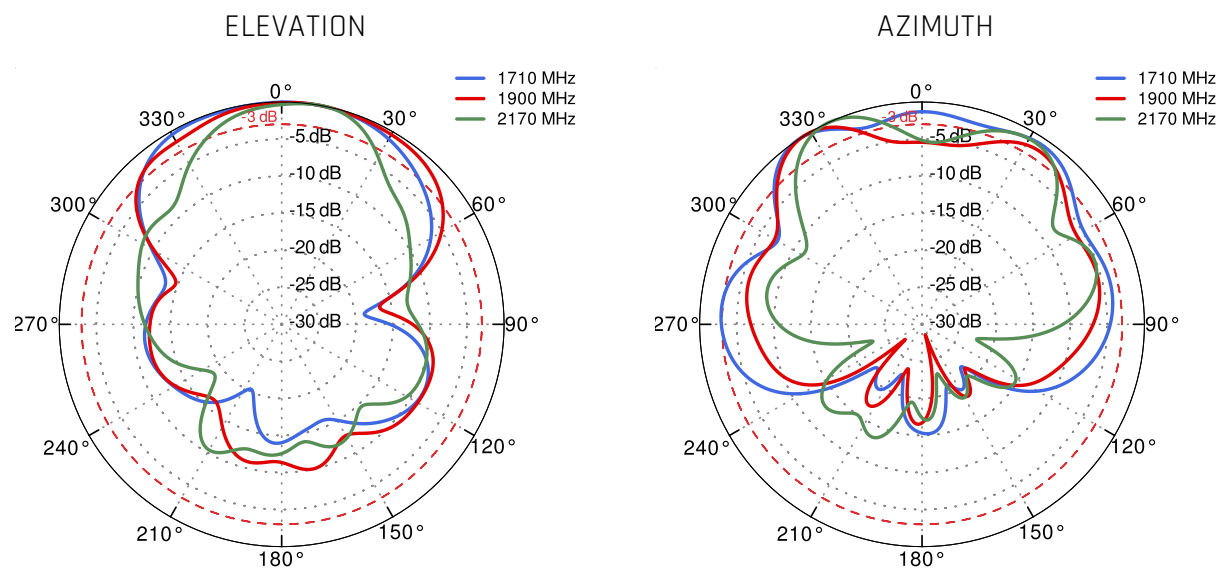 ELEVATION
1710 MHz
1900 MHz
2170 MHz
0°
330°
30°
-3 dB
-5 dB
-10 dB
300°
60°
-15 dB
-20 dB
-25 dB
270°
-30 dB
90°
240°
120°
210°
150°
180°
AZIMUTH
1710 MHz
1900 MHz
2170 MHz
0°
330°
30°
-3 dB
-5 dB
-10 dB
300°
60°
-15 dB
-20 dB
-25 dB
270°
-30 dB
90°
240°
120°
210°
150°
180°